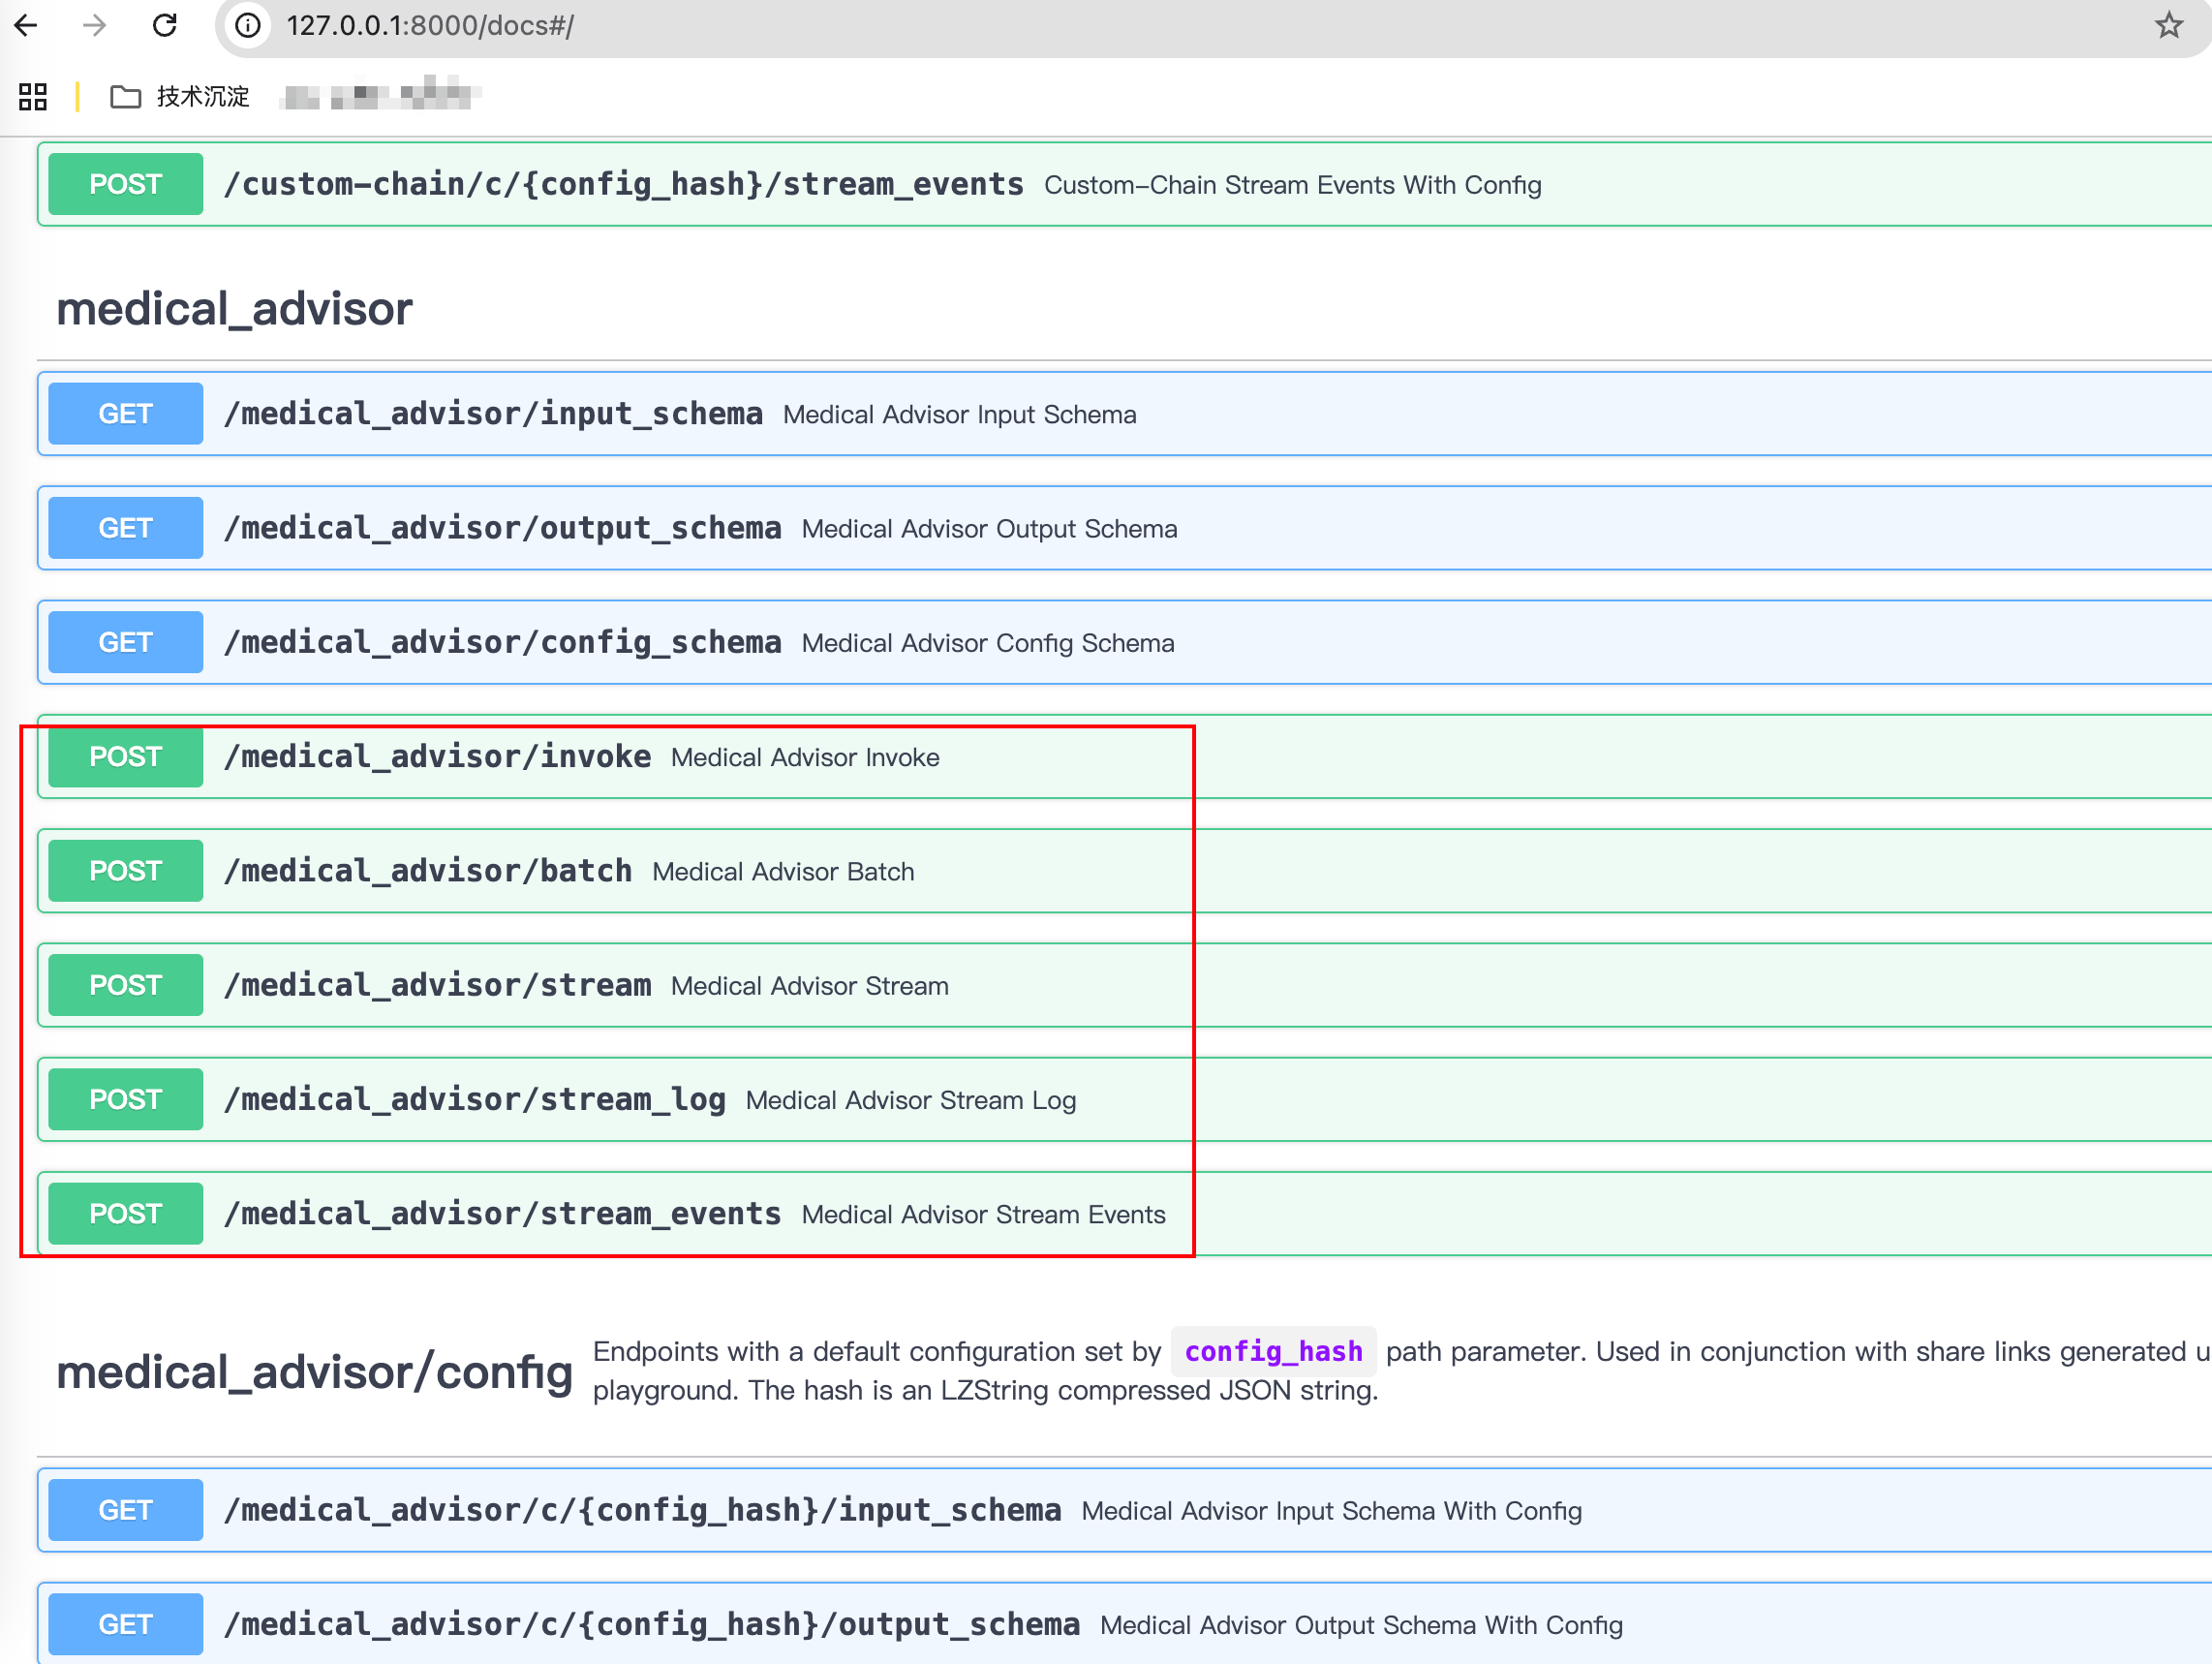 127.0.0.1:8000/docs#/
技术沉淀
POST /custom-chain/c/{config_hash}/stream_events Custom-Chain Stream Events With Config
medical_advisor
GET /medical_advisor/input_schema Medical Advisor Input Schema
GET /medical_advisor/output_schema Medical Advisor Output Schema
GET /medical_advisor/config_schema Medical Advisor Config Schema
POST /medical_advisor/invoke Medical Advisor Invoke
POST /medical_advisor/batch Medical Advisor Batch
POST /medical_advisor/stream Medical Advisor Stream
POST /medical_advisor/stream_log Medical Advisor Stream Log
POST /medical_advisor/stream_events Medical Advisor Stream Events
medical_advisor/config
Endpoints with a default configuration set by config_hash path parameter. Used in conjunction with share links generated u
playground. The hash is an LZString compressed JSON string.
GET /medical_advisor/c/{config_hash}/input_schema Medical Advisor Input Schema With Config
GET /medical_advisor/c/{config_hash}/output_schema Medical Advisor Output Schema With Config